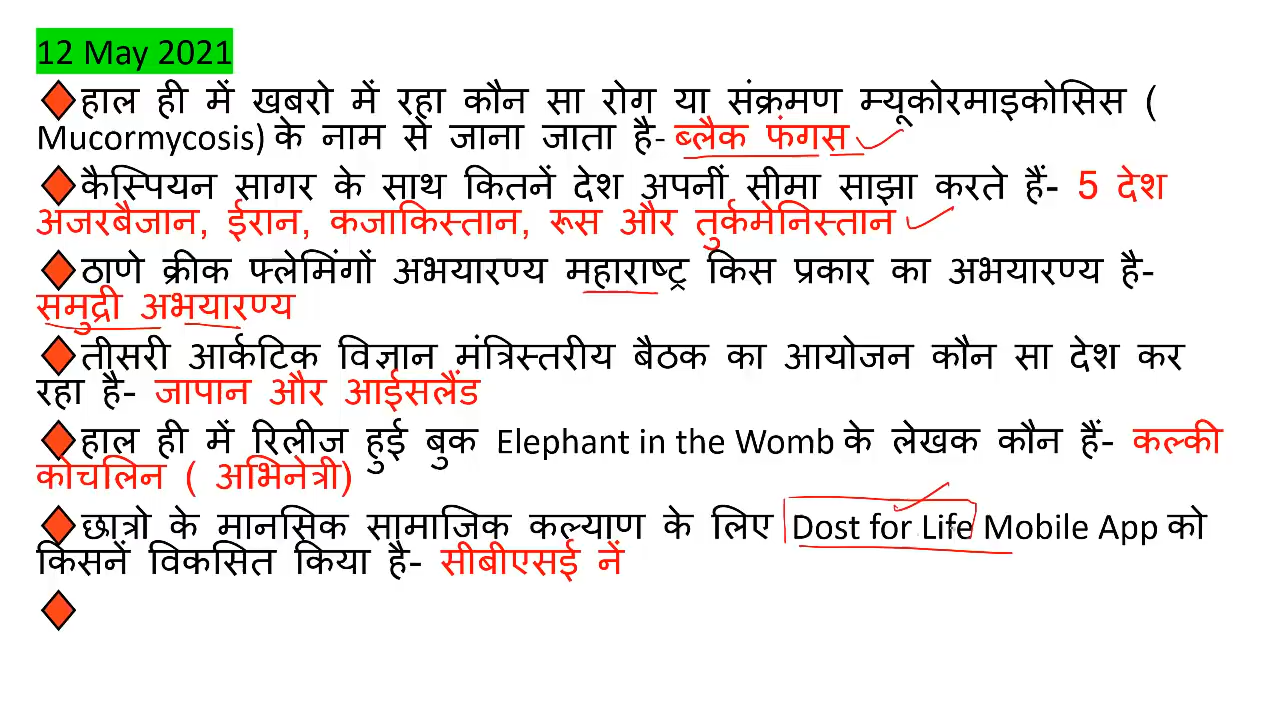 12 May 2021
हाल ही में खबरो में रहा कौन सा रोग या संक्रमण म्यूकोरमाइकोसिस (
Mucormycosis) के नाम से जाना जाता है- ब्लैक फंगस
कैस्पियन सागर के साथ कितनें देश अपनीं सीमा साझा करते हैं- 5 देश
अजरबैजान, ईरान, कजाकिस्तान, रूस और तुर्कमेनिस्तान
ठाणे क्रीक फ्लेमिंगों अभयारण्य महाराष्ट्र किस प्रकार का अभयारण्य है-
समुद्री अभयारण्य
तीसरी आर्कटिक विज्ञान मंत्रिस्तरीय बैठक का आयोजन कौन सा देश कर
रहा है- जापान और आईसलैंड
हाल ही में रिलीज हुई बुक Elephant in the Womb के लेखक कौन हैं- कल्की
कोचलिन ( अभिनेत्री)
छात्रो के मानसिक सामाजिक कल्याण के लिए Dost for Life Mobile App को
किसनें विकसित किया है- सीबीएसई नें